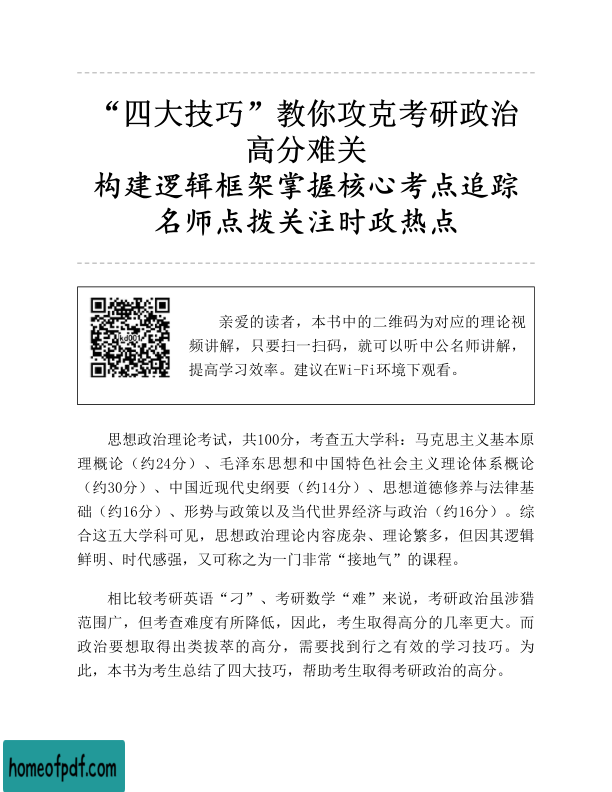 “四大技巧”教你攻克考研政治
高分难关
构建逻辑框架掌握核心考点追踪
名师点拨关注时政热点
jkd001
亲爱的读者，本书中的二维码为对应的理论视
频讲解，只要扫一扫码，就可以听中公名师讲解，
提高学习效率。建议在Wi-Fi环境下观看。
思想政治理论考试，共100分，考查五大学科：马克思主义基本原
理概论（约24分）、毛泽东思想和中国特色社会主义理论体系概论
（约30分）、中国近现代史纲要（约14分）、思想道德修养与法律基
础（约16分）、形势与政策以及当代世界经济与政治（约16分）。综
合这五大学科可见，思想政治理论内容庞杂、理论繁多，但因其逻辑
鲜明、时代感强，又可称之为一门非常“接地气”的课程。
相比较考研英语“刁”、考研数学“难”来说，考研政治虽涉猎
范围广，但考查难度有所降低，因此，考生取得高分的几率更大。而
政治要想取得出类拔萃的高分，需要找到行之有效的学习技巧。为
此，本书为考生总结了四大技巧，帮助考生取得考研政治的高分。
homeofpdf.com